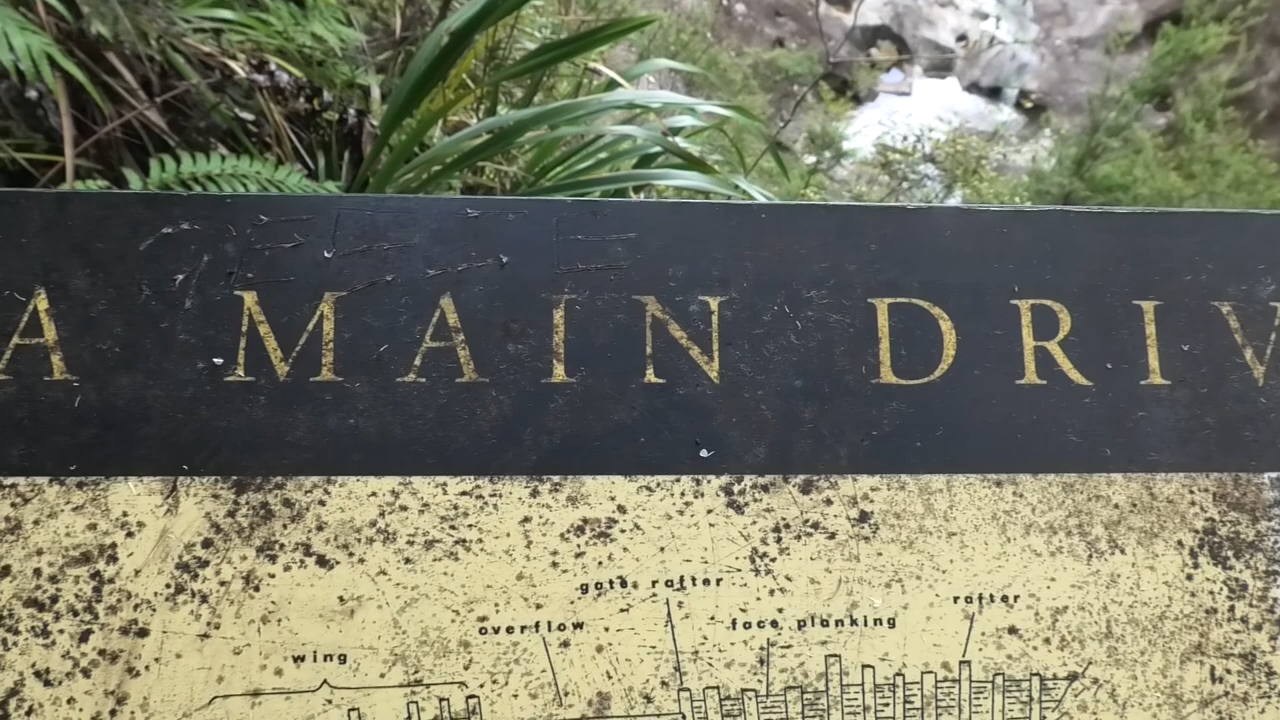 A MAIN DRIV
gate rafter
rafter
overflow
face planking
wing